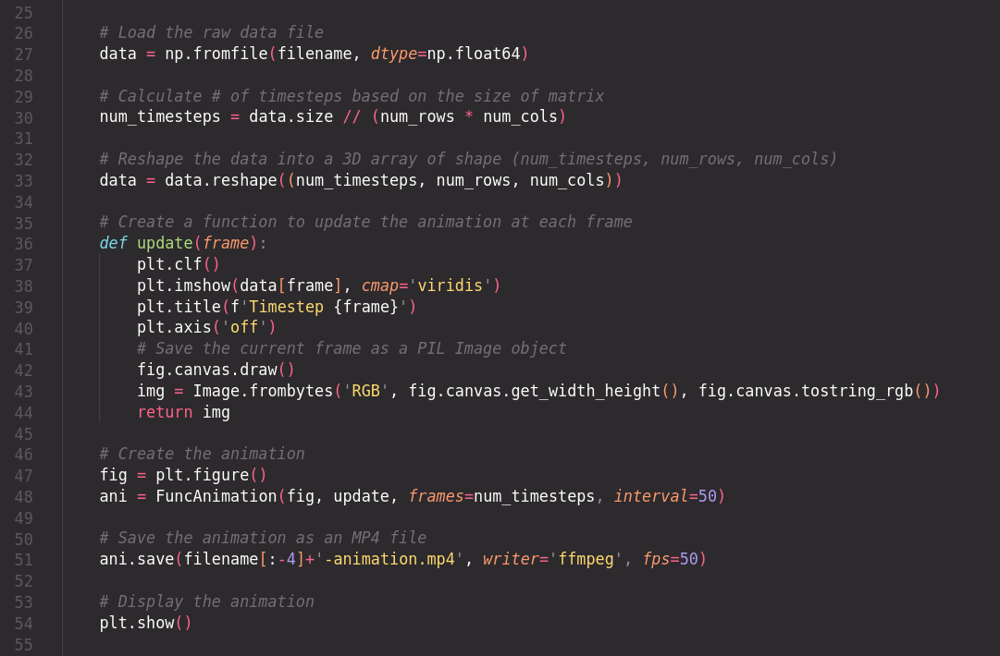 25
26 # Load the raw data file
27 data = np.fromfile(filename, dtype=np.float64)
28
29 # Calculate # of timesteps based on the size of matrix
30 num_timesteps = data.size // (num_rows * num_cols)
31
32 # Reshape the data into a 3D array of shape (num_timesteps, num_rows, num_cols)
33 data = data.reshape((num_timesteps, num_rows, num_cols))
34
35 # Create a function to update the animation at each frame
36 def update(frame):
37 plt.clf()
38 plt.imshow(data[frame], cmap='viridis')
39 plt.title(f'Timestep {frame}')
40 plt.axis('off')
41 # Save the current frame as a PIL Image object
42 fig.canvas.draw()
43 img = Image.frombytes('RGB', fig.canvas.get_width_height(), fig.canvas.tostring_rgb())
44 return img
45
46 # Create the animation
47 fig = plt.figure()
48 ani = FuncAnimation(fig, update, frames=num_timesteps, interval=50)
49
50 # Save the animation as an MP4 file
51 ani.save(filename[:-4]+'-animation.mp4', writer='ffmpeg', fps=50)
52
53 # Display the animation
54 plt.show()
55